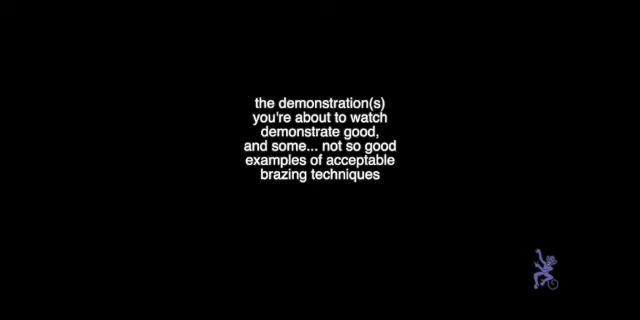 the demonstration(s)
you're about to watch
demonstrate good,
and some... not so good
examples of acceptable
brazing techniques